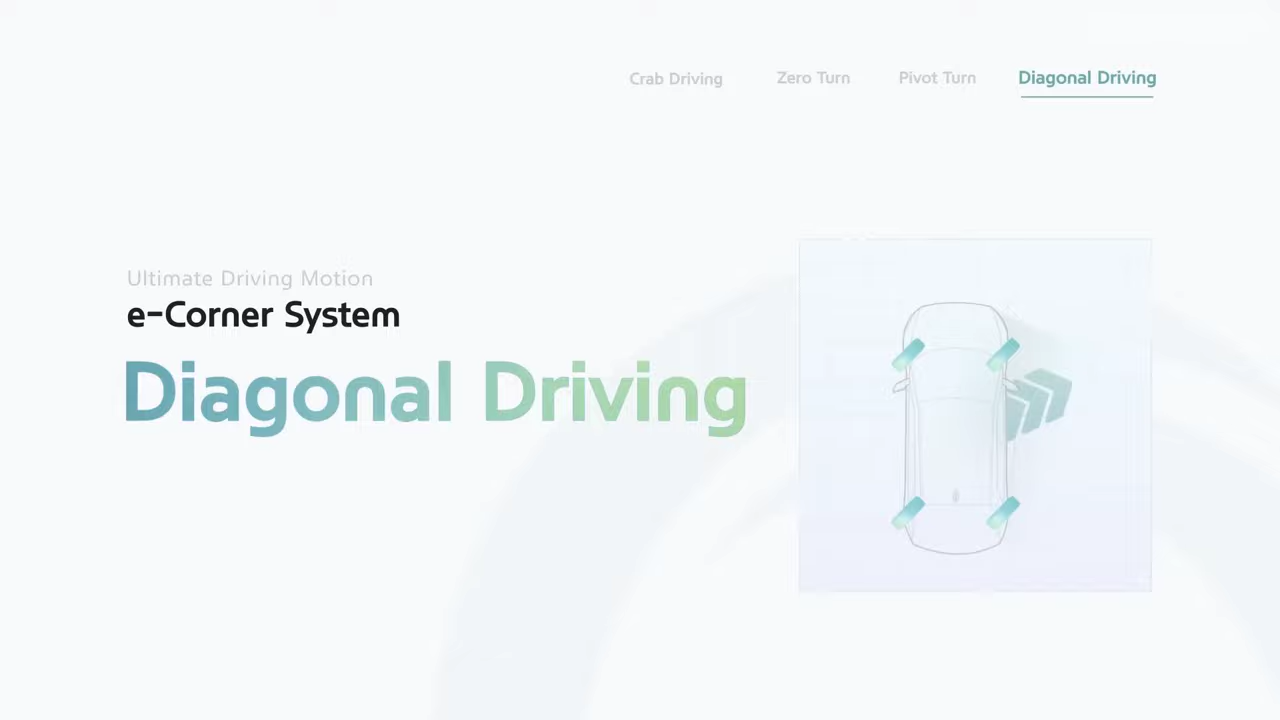 Crab Driving Zero Turn Pivot Turn Diagonal Driving
Ultimate Driving Motion
e-Corner System
Diagonal Driving